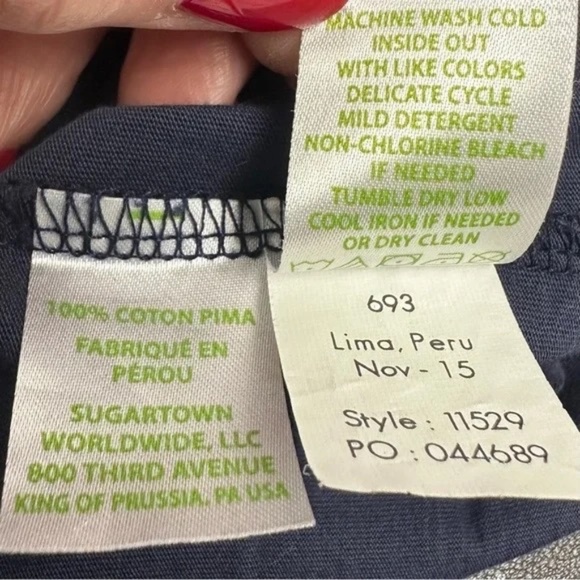 MACHINE WASH COLD
INSIDE OUT
WITH LIKE COLORS
DELICATE CYCLE
MILD DETERGENT
NON-CHLORINE BLEACH
IF NEEDED
TUMBLE DRY LOW
COOL IRON IF NEEDED
OR DRY CLEAN
100% COTON PIMA
FABRIQUÉ EN
PÉROU
SUGARTOWN
WORLDWIDE, LLC
800 THIRD AVENUE
KING OF PRUSSIA, PA USA
693
Lima, Peru
Nov - 15
Style : 11529
PO : 044689